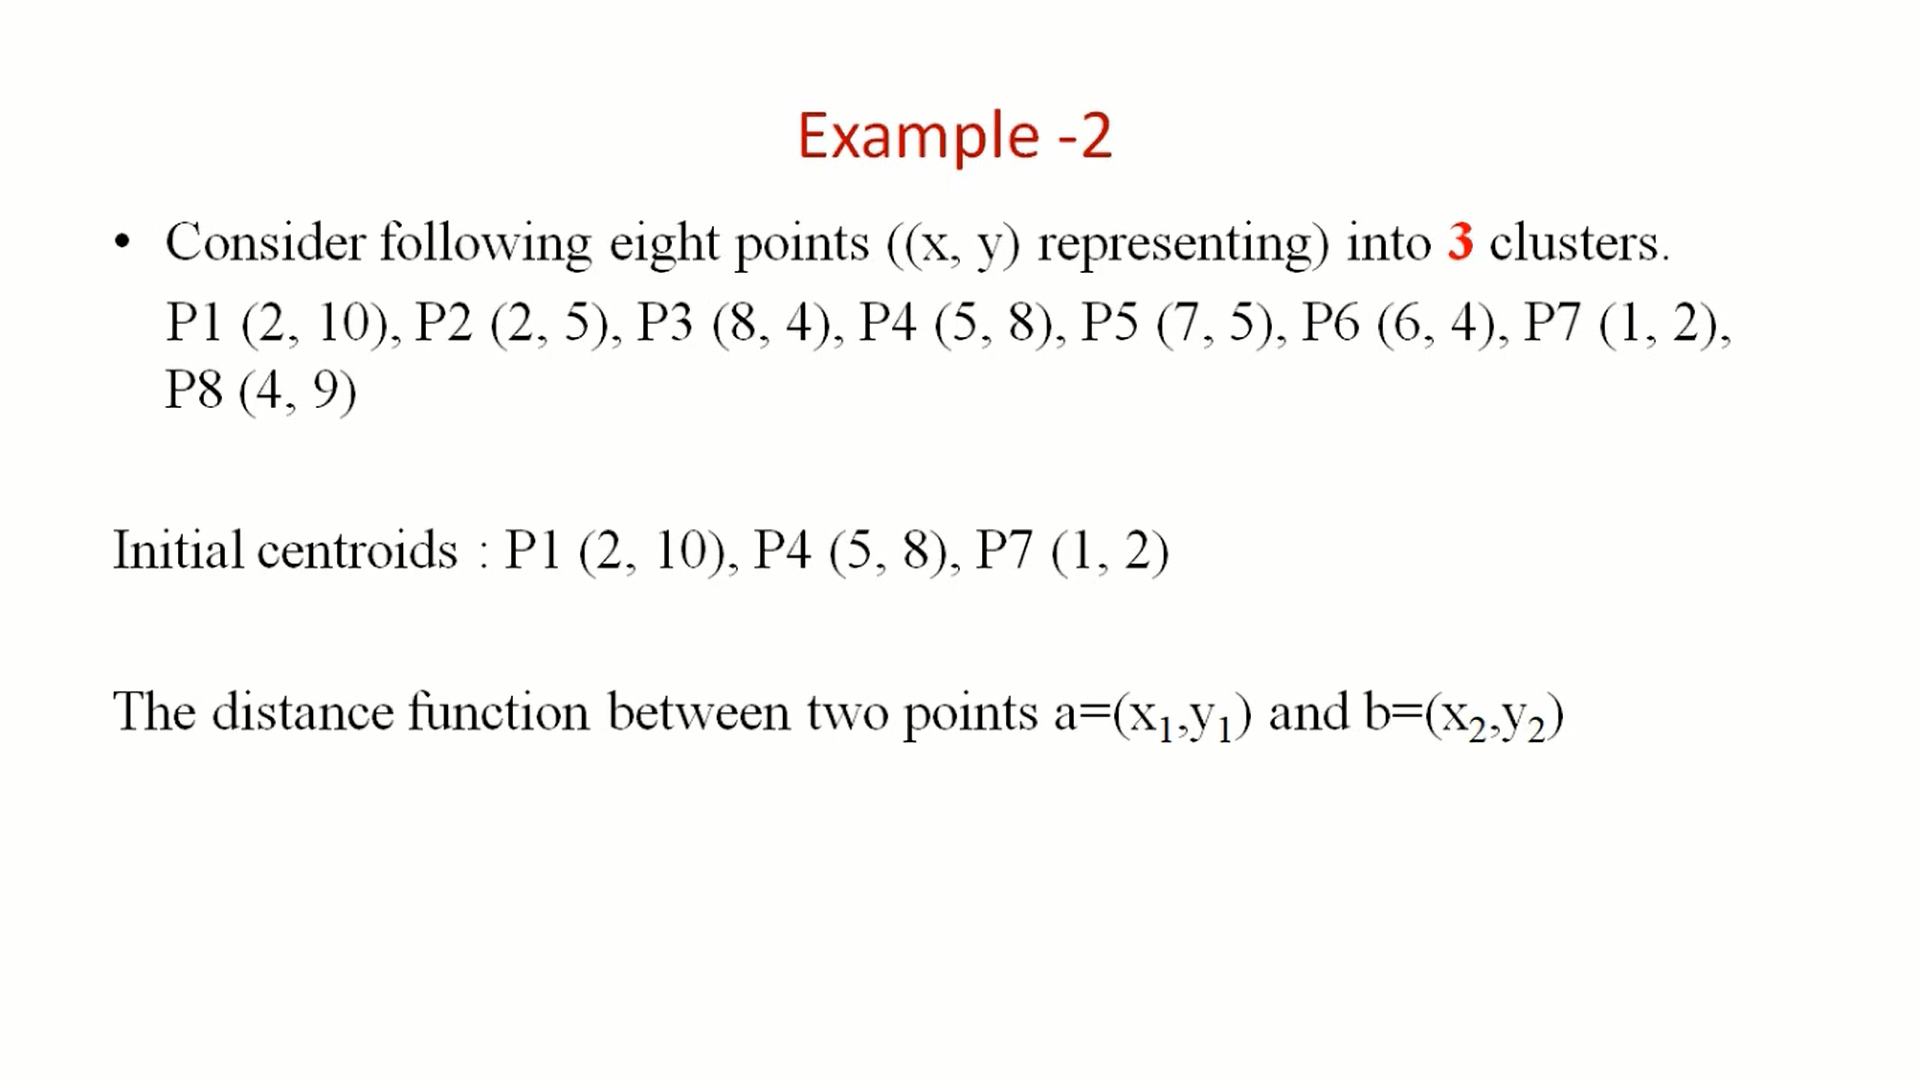 Example -2
• Consider following eight points ((x, y) representing) into 3 clusters.
P1 (2, 10), P2 (2, 5), P3 (8, 4), P4 (5, 8), P5 (7, 5), P6 (6, 4), P7 (1, 2),
P8 (4, 9)
Initial centroids : P1 (2, 10), P4 (5, 8), P7 (1, 2)
The distance function between two points a=(x₁,y₁) and b=(x₂,y₂)